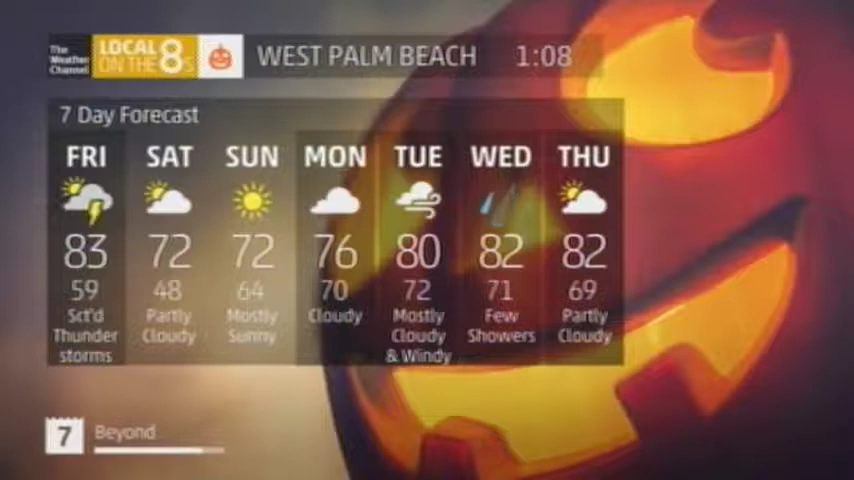 The Weather Channel
LOCAL ON THE 8s
WEST PALM BEACH 1:08
7 Day Forecast
FRI SAT SUN MON TUE WED THU
83 72 72 76 80 82 82
59 48 64 70 72 71 69
Sct'd Thunder storms
Partly Cloudy
Mostly Sunny
Cloudy
Mostly Cloudy & Windy
Few Showers
Partly Cloudy
7 Beyond